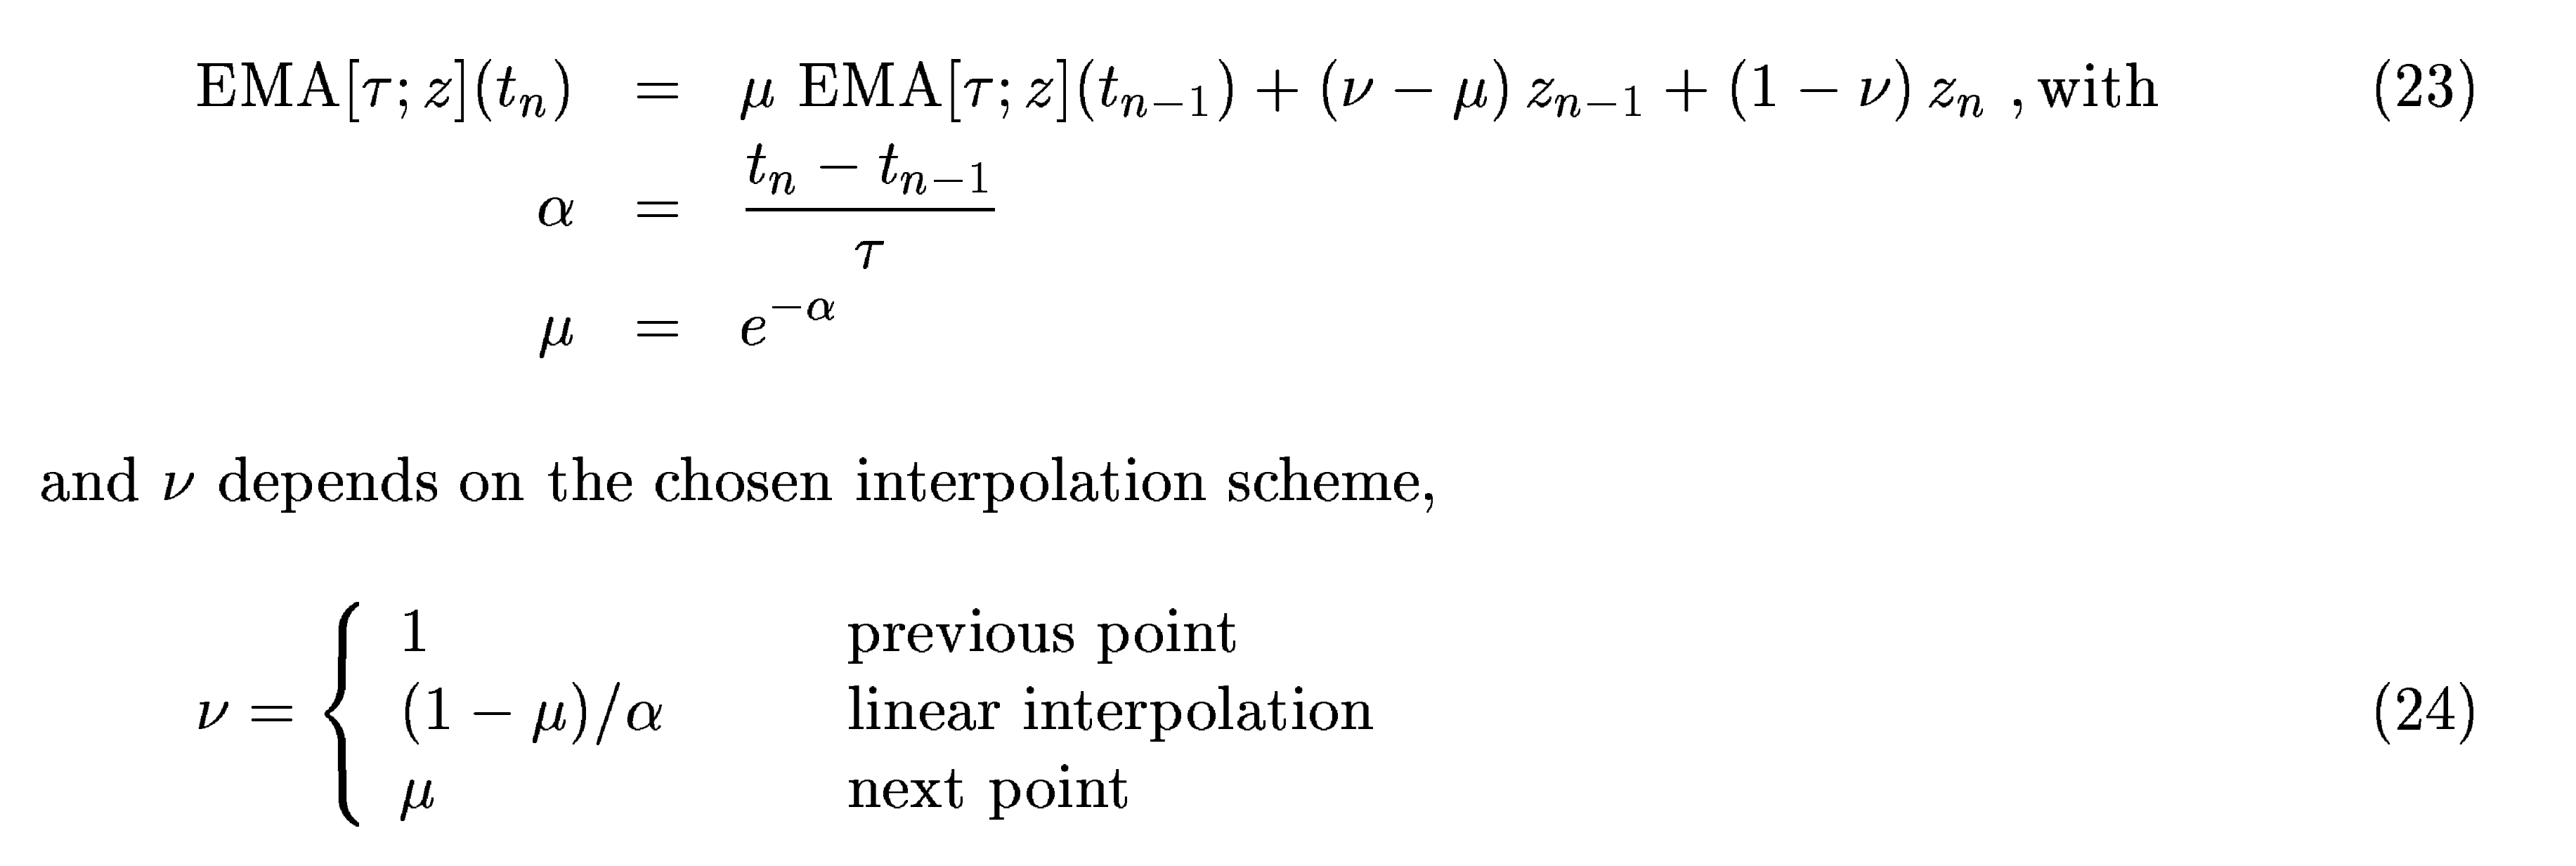 EMA[τ; z](tₙ) = μ EMA[τ; z](tₙ₋₁) + (ν − μ) zₙ₋₁ + (1 − ν) zₙ , with (23)
α = (tₙ − tₙ₋₁)/τ
μ = e^{−α}
and ν depends on the chosen interpolation scheme,
ν = { 1 previous point
(1 − μ)/α linear interpolation (24)
μ next point